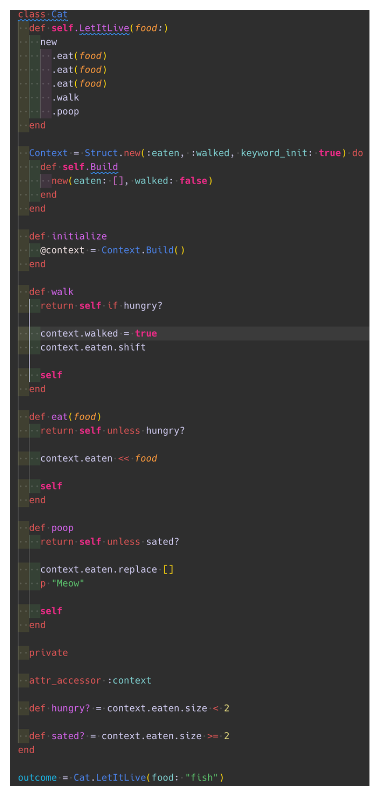 class Cat
  def self.LetItLive(food:)
    new
      .eat(food)
      .eat(food)
      .eat(food)
      .walk
      .poop
  end

  Context = Struct.new(:eaten, :walked, keyword_init: true) do
    def self.Build
      new(eaten: [], walked: false)
    end
  end

  def initialize
    @context = Context.Build()
  end

  def walk
    return self if hungry?

    context.walked = true
    context.eaten.shift

    self
  end

  def eat(food)
    return self unless hungry?

    context.eaten << food

    self
  end

  def poop
    return self unless sated?

    context.eaten.replace []
    p "Meow"

    self
  end

  private

  attr_accessor :context

  def hungry? = context.eaten.size < 2

  def sated? = context.eaten.size >= 2
end

outcome = Cat.LetItLive(food: "fish")